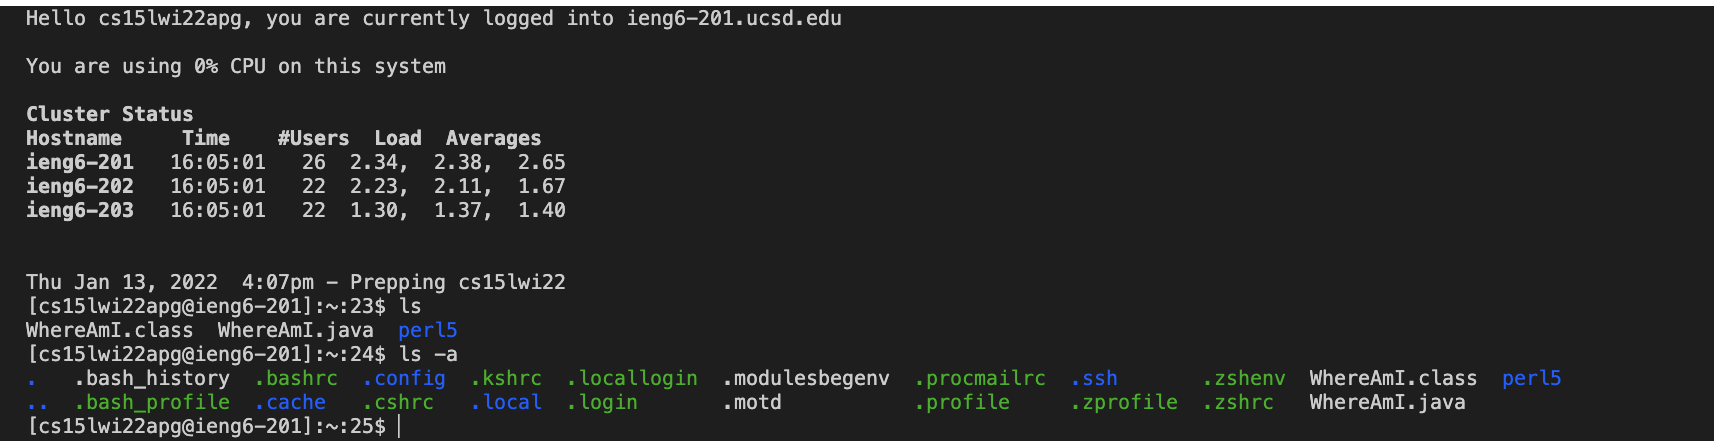 Hello cs15lwi22apg, you are currently logged into ieng6-201.ucsd.edu
You are using 0% CPU on this system
Cluster Status
Hostname     Time    #Users  Load  Averages
ieng6-201   16:05:01   26  2.34,  2.38,  2.65
ieng6-202   16:05:01   22  2.23,  2.11,  1.67
ieng6-203   16:05:01   22  1.30,  1.37,  1.40
Thu Jan 13, 2022  4:07pm - Prepping cs15lwi22
[cs15lwi22apg@ieng6-201]:~:23$ ls
WhereAmI.class  WhereAmI.java  perl5
[cs15lwi22apg@ieng6-201]:~:24$ ls -a
.   .bash_history  .bashrc  .config  .kshrc  .locallogin  .modulesbegenv  .procmailrc  .ssh       .zshenv  WhereAmI.class  perl5
..  .bash_profile  .cache   .cshrc   .local  .login       .motd           .profile     .zprofile  .zshrc   WhereAmI.java
[cs15lwi22apg@ieng6-201]:~:25$